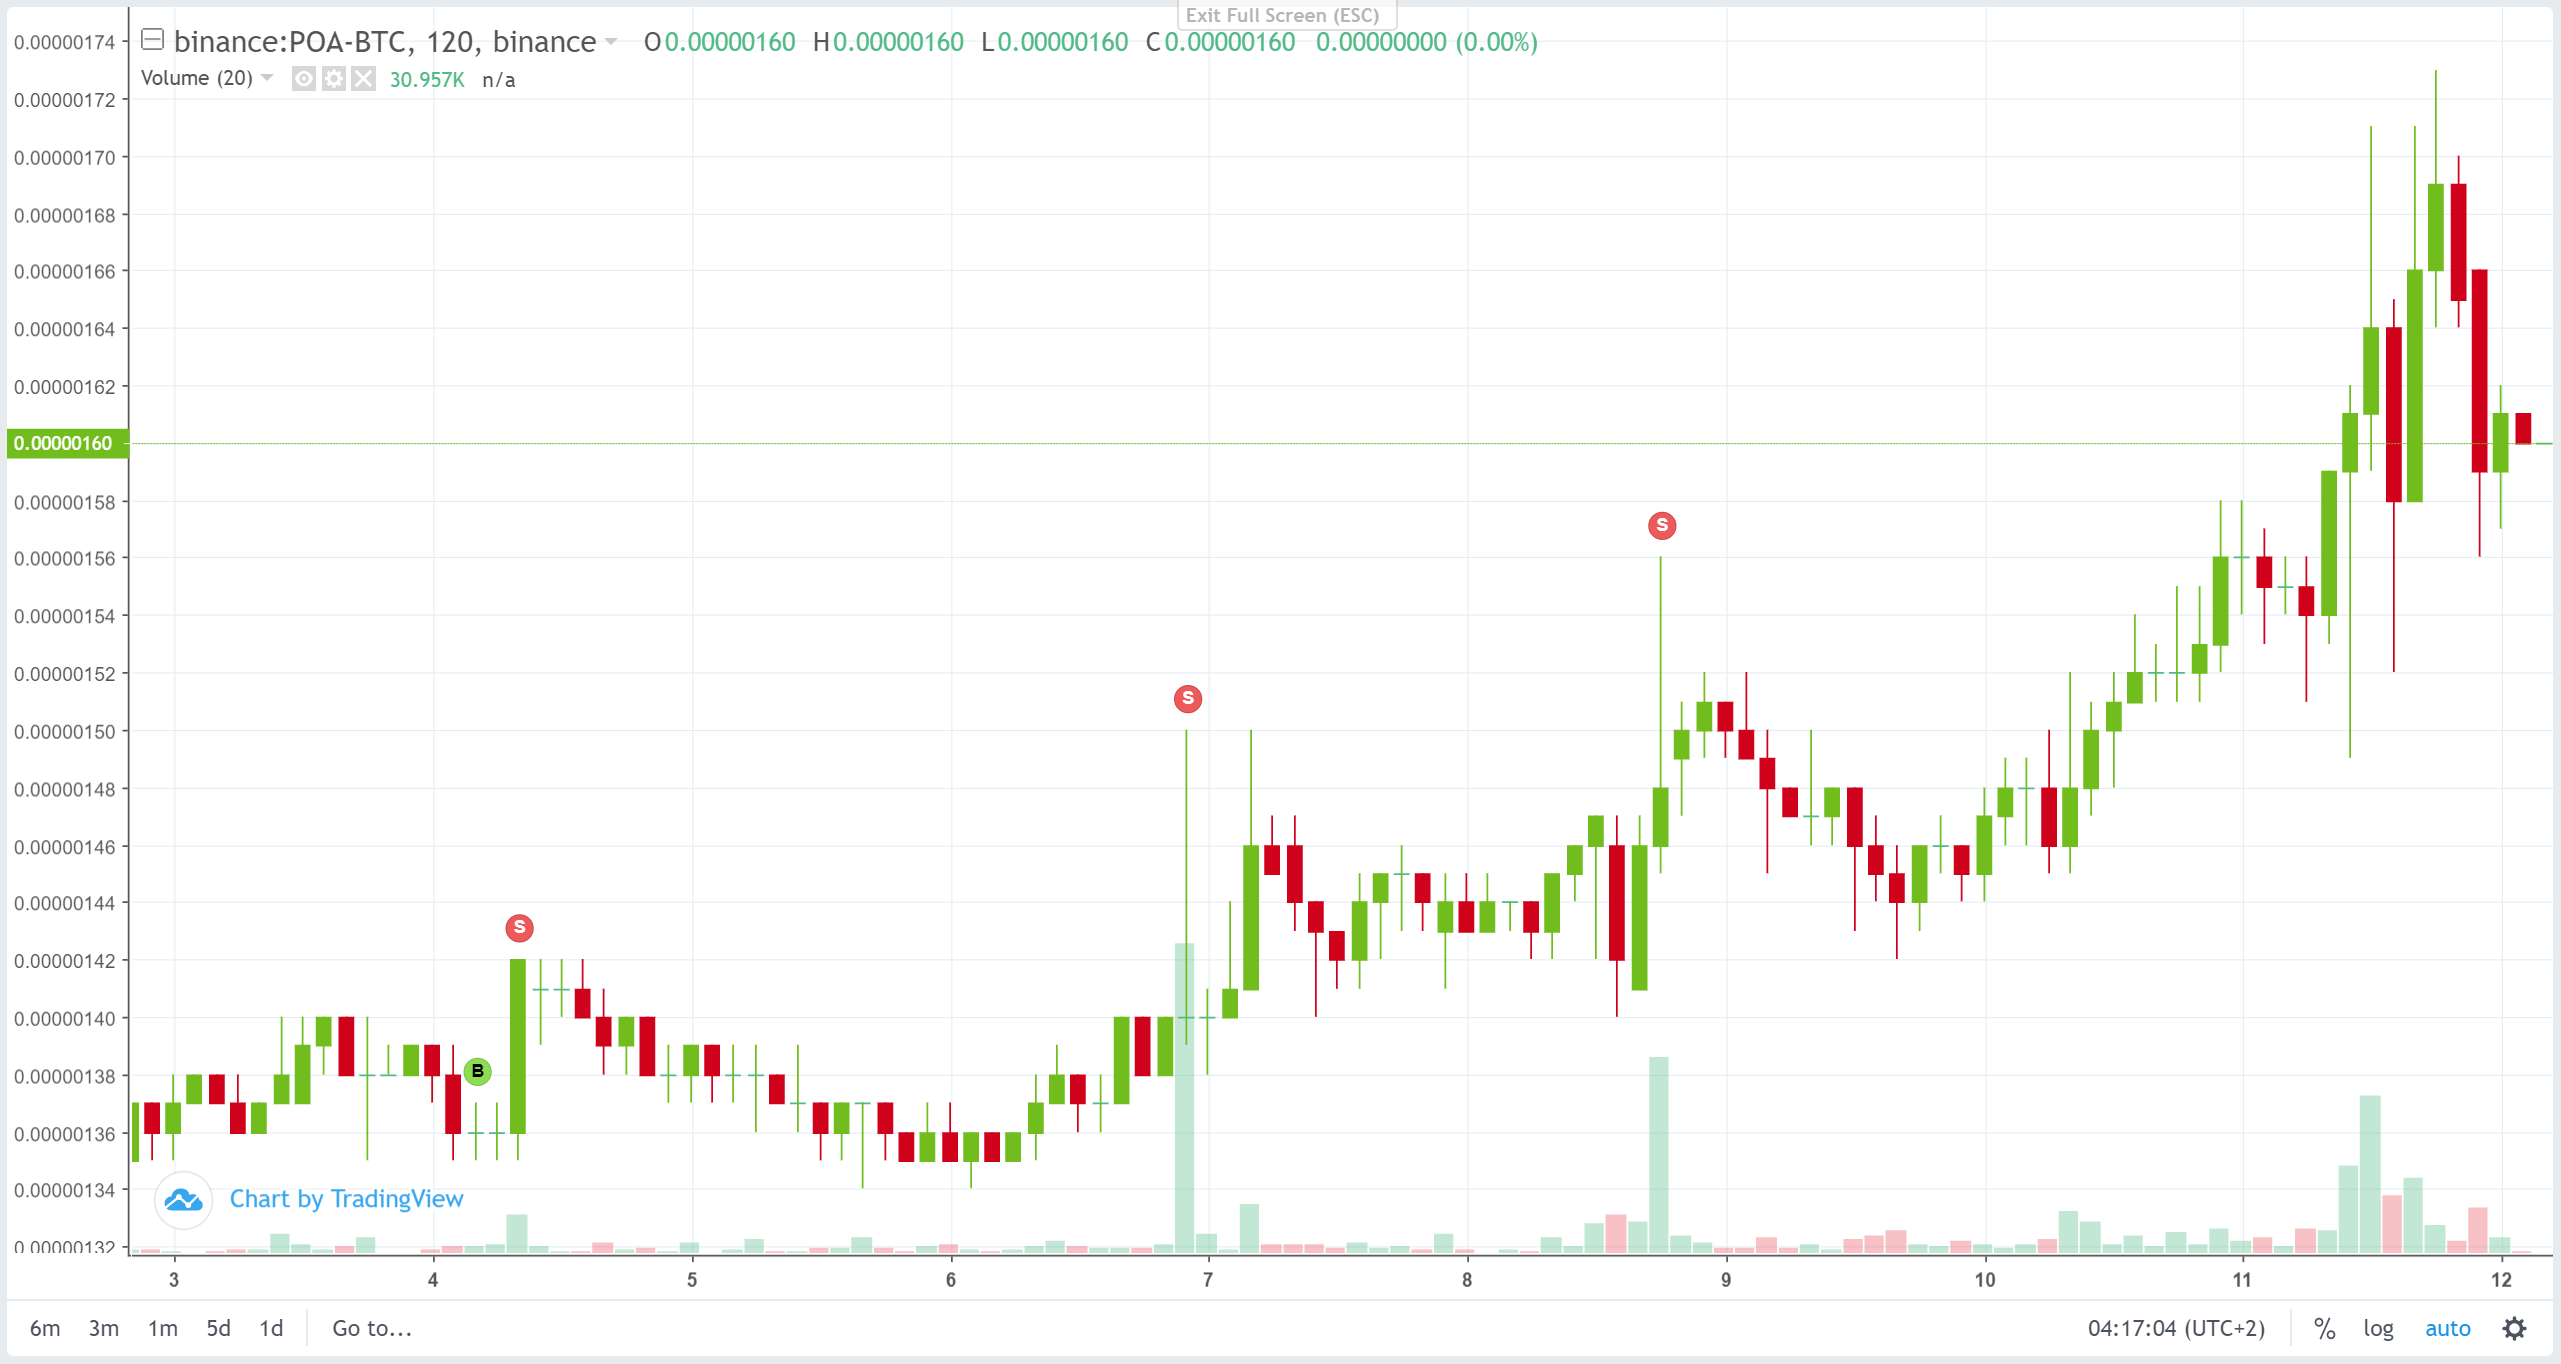 Exit Full Screen (ESC)
binance:POA-BTC, 120, binance O0.00000160 H0.00000160 L0.00000160 C0.00000160 0.00000000 (0.00%)
Volume (20) 30.957K n/a
0.00000174
0.00000172
0.00000170
0.00000168
0.00000166
0.00000164
0.00000162
0.00000160
0.00000158
S
0.00000156
0.00000154
0.00000152
S
0.00000150
0.00000148
0.00000146
0.00000144
S
0.00000142
0.00000140
B
0.00000138
0.00000136
0.00000134
Chart by TradingView
0.00000132
3 4 5 6 7 8 9 10 11 12
6m 3m 1m 5d 1d Go to... 04:17:04 (UTC+2) % log auto